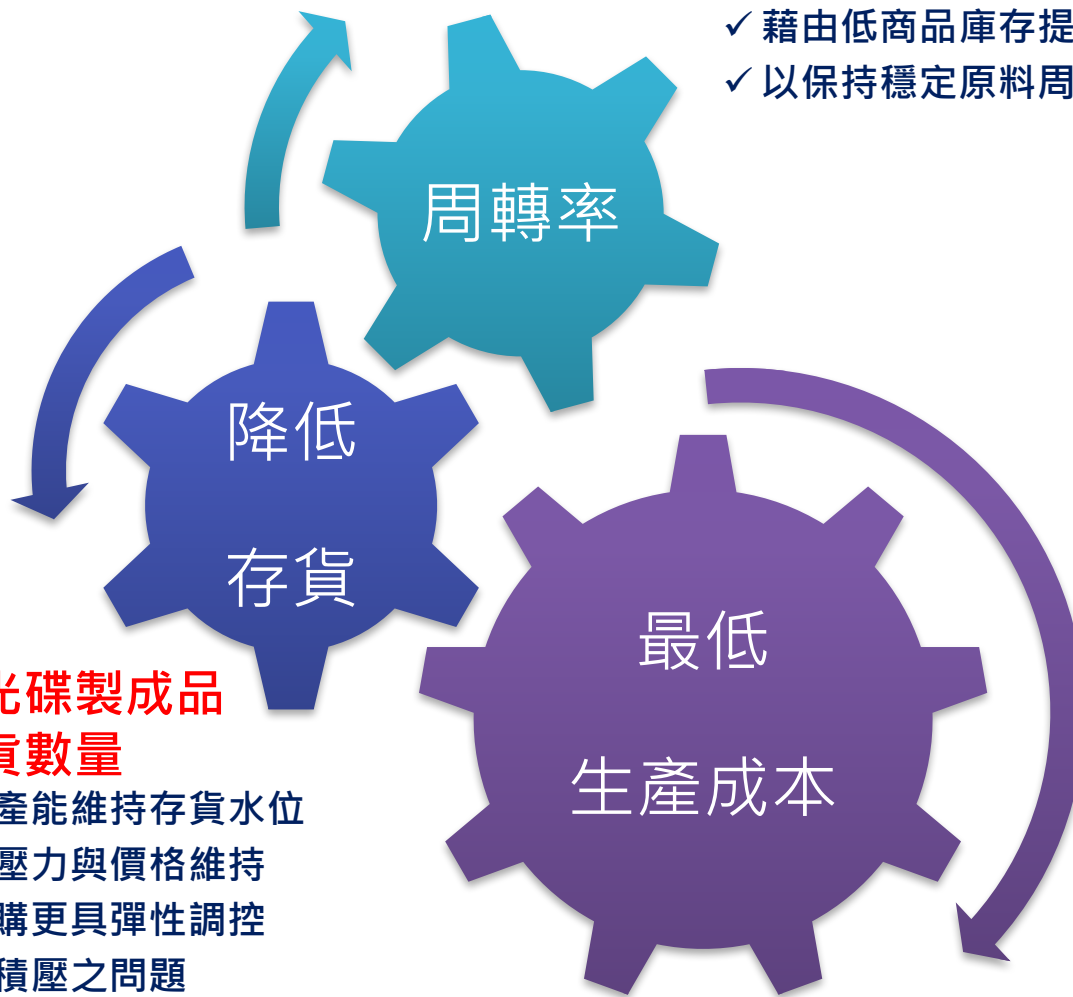 ✓ 藉由低商品庫存提
✓ 以保持穩定原料周
周轉率
降低
存貨
最低
生產成本
光碟製成品
貨數量
產能維持存貨水位
壓力與價格維持
購更具彈性調控
積壓之問題